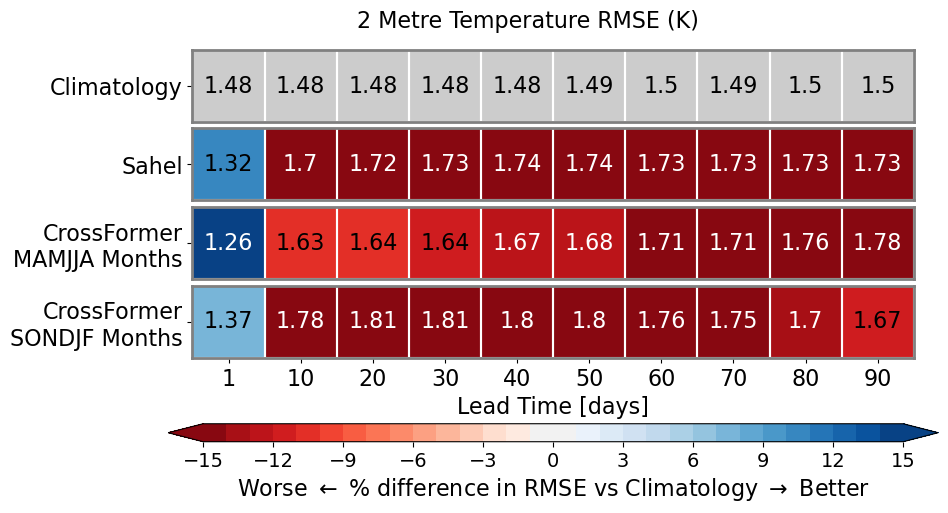 2 Metre Temperature RMSE (K)
Climatology 1.48 1.48 1.48 1.48 1.48 1.49 1.5 1.49 1.5 1.5
Sahel 1.32 1.7 1.72 1.73 1.74 1.74 1.73 1.73 1.73 1.73
CrossFormer
MAMJJA Months 1.26 1.63 1.64 1.64 1.67 1.68 1.71 1.71 1.76 1.78
CrossFormer
SONDJF Months 1.37 1.78 1.81 1.81 1.8 1.8 1.76 1.75 1.7 1.67
1 10 20 30 40 50 60 70 80 90
Lead Time [days]
−15 −12 −9 −6 −3 0 3 6 9 12 15
Worse ← % difference in RMSE vs Climatology → Better